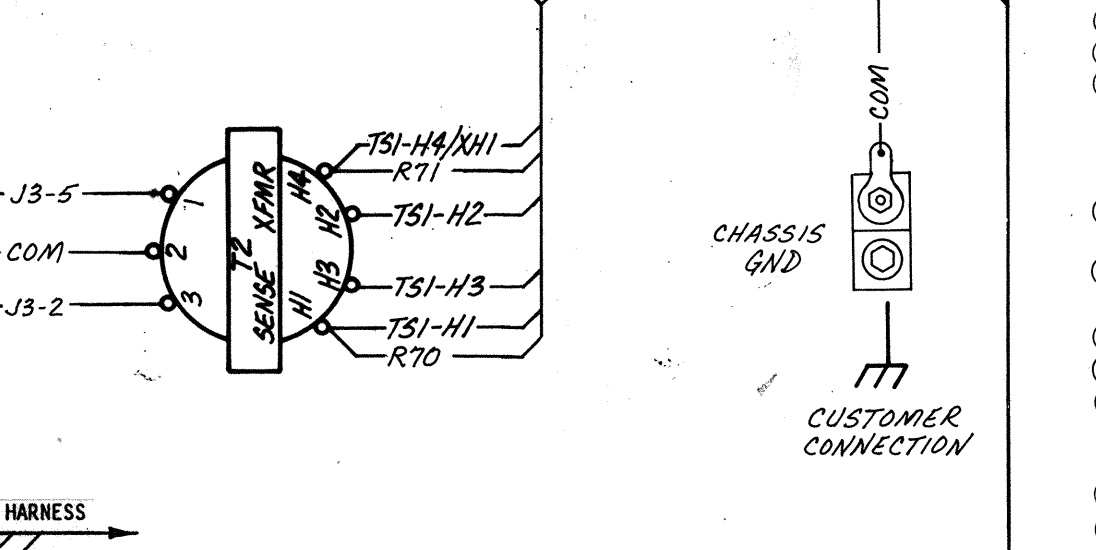 J3-5
COM
J3-2
1
2
3
T2
SENSE XFMR
H4
H2
H3
H1
TS1-H4/XH1
R71
TS1-H2
TS1-H3
TS1-H1
R70
COM
CHASSIS
GND
CUSTOMER
CONNECTION
HARNESS